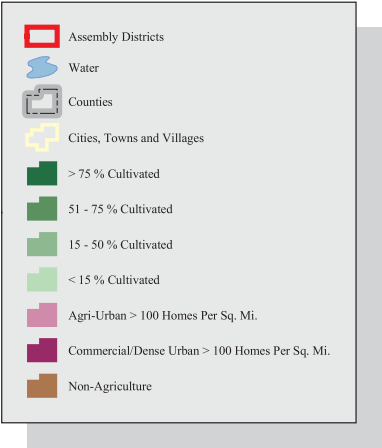 Assembly Districts
Water
Counties
Cities, Towns and Villages
> 75 % Cultivated
51 - 75 % Cultivated
15 - 50 % Cultivated
< 15 % Cultivated
Agri-Urban > 100 Homes Per Sq. Mi.
Commercial/Dense Urban > 100 Homes Per Sq. Mi.
Non-Agriculture